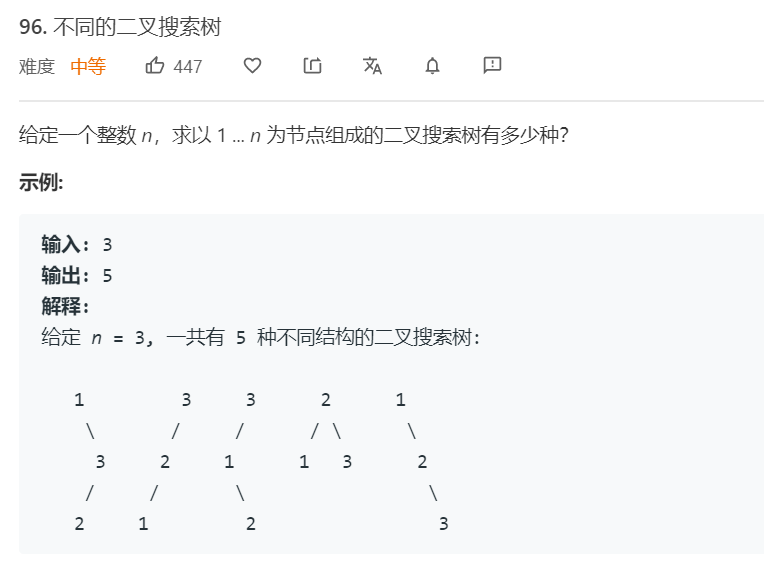 96. 不同的二叉搜索树
难度 中等 447
给定一个整数 n，求以 1 ... n 为节点组成的二叉搜索树有多少种？
示例:
输入: 3
输出: 5
解释:
给定 n = 3, 一共有 5 种不同结构的二叉搜索树:
   1         3     3      2      1
    \       /     /      / \      \
     3     2     1      1   3      2
    /     /       \                 \
   2     1         2                 3